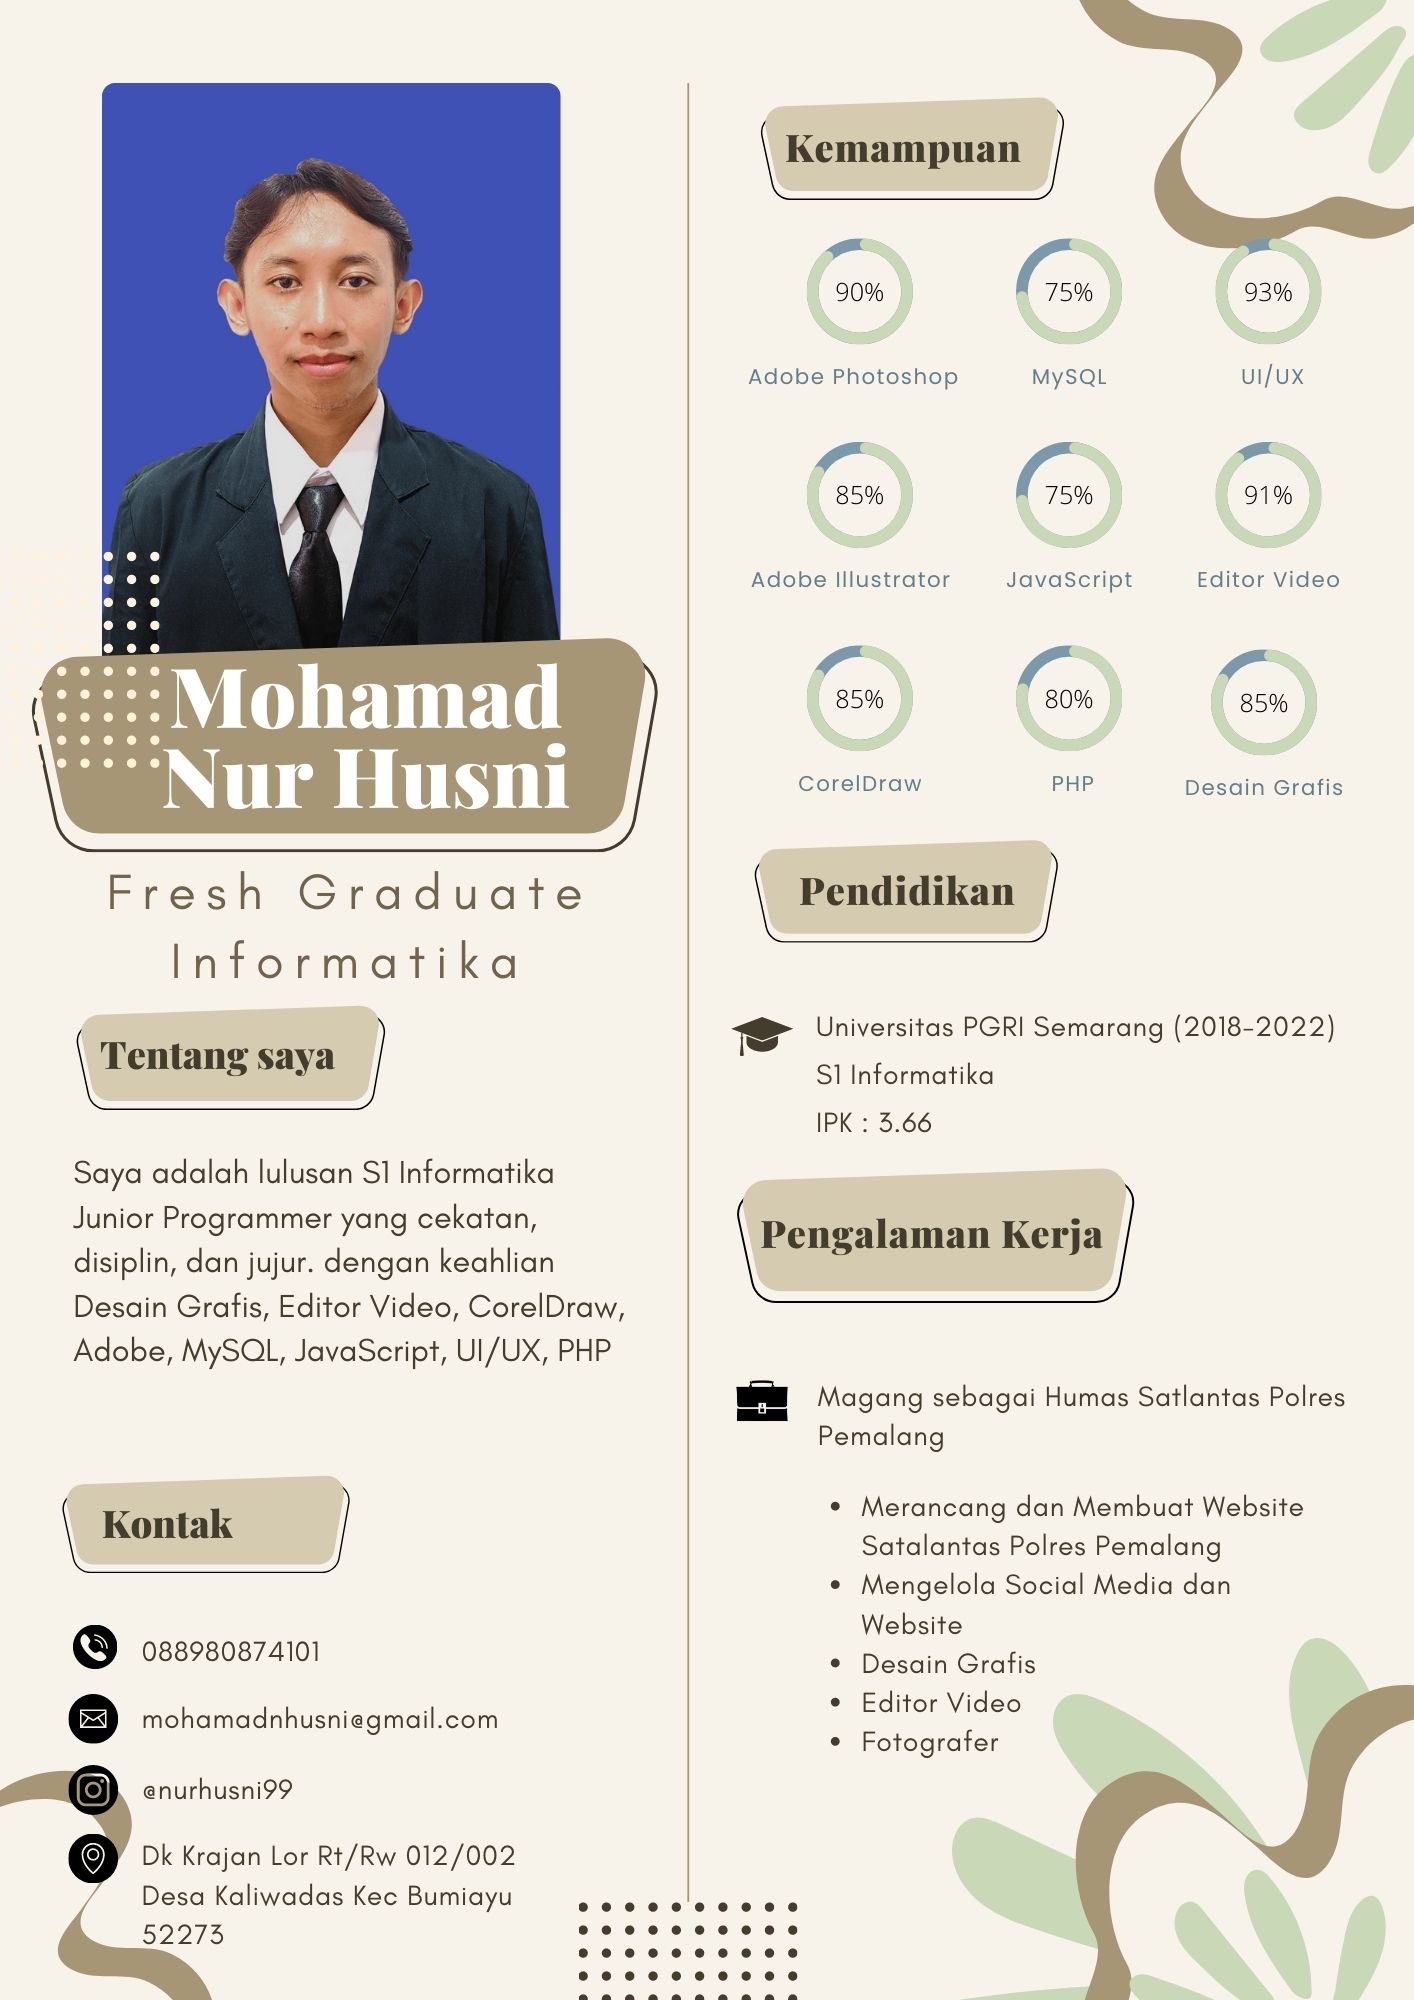 Mohamad
Nur Husni
Fresh Graduate
Informatika
Tentang saya
Saya adalah lulusan S1 Informatika
Junior Programmer yang cekatan,
disiplin, dan jujur. dengan keahlian
Desain Grafis, Editor Video, CorelDraw,
Adobe, MySQL, JavaScript, UI/UX, PHP
Kontak
088980874101
mohamadnhusni@gmail.com
@nurhusni99
Dk Krajan Lor Rt/Rw 012/002
Desa Kaliwadas Kec Bumiayu
52273
Kemampuan
90% 75% 93%
Adobe Photoshop MySQL UI/UX
85% 75% 91%
Adobe Illustrator JavaScript Editor Video
85% 80% 85%
CorelDraw PHP Desain Grafis
Pendidikan
Universitas PGRI Semarang (2018-2022)
S1 Informatika
IPK : 3.66
Pengalaman Kerja
Magang sebagai Humas Satlantas Polres
Pemalang
• Merancang dan Membuat Website
Satalantas Polres Pemalang
• Mengelola Social Media dan
Website
• Desain Grafis
• Editor Video
• Fotografer